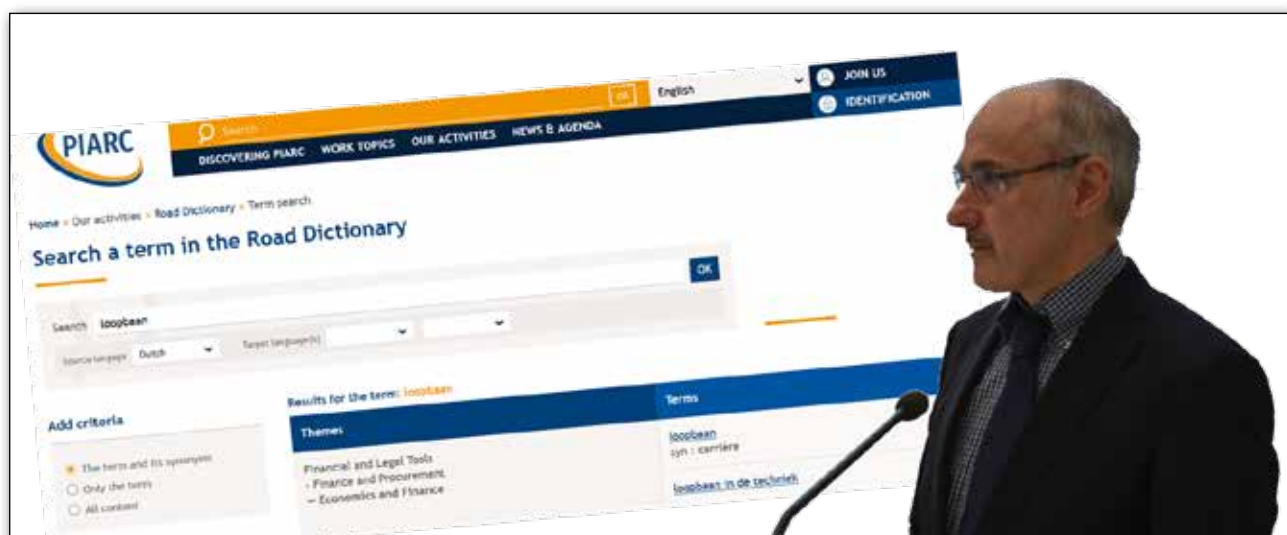 PIARC
Search
OK
English
JOIN US
IDENTIFICATION
DISCOVERING PIARC WORK TOPICS OUR ACTIVITIES NEWS & AGENDA
Home » Our activities » Road Dictionary » Term search
Search a term in the Road Dictionary
Search loopbaan
OK
Source language Dutch Target language(s)
Add criteria
The term and its synonyms
Only the term
All content
Results for the term: loopbaan
Themes
Terms
Financial and Legal Tools
- Finance and Procurement
-- Economics and Finance
loopbaan
syn : carrière
loopbaan in de techniek